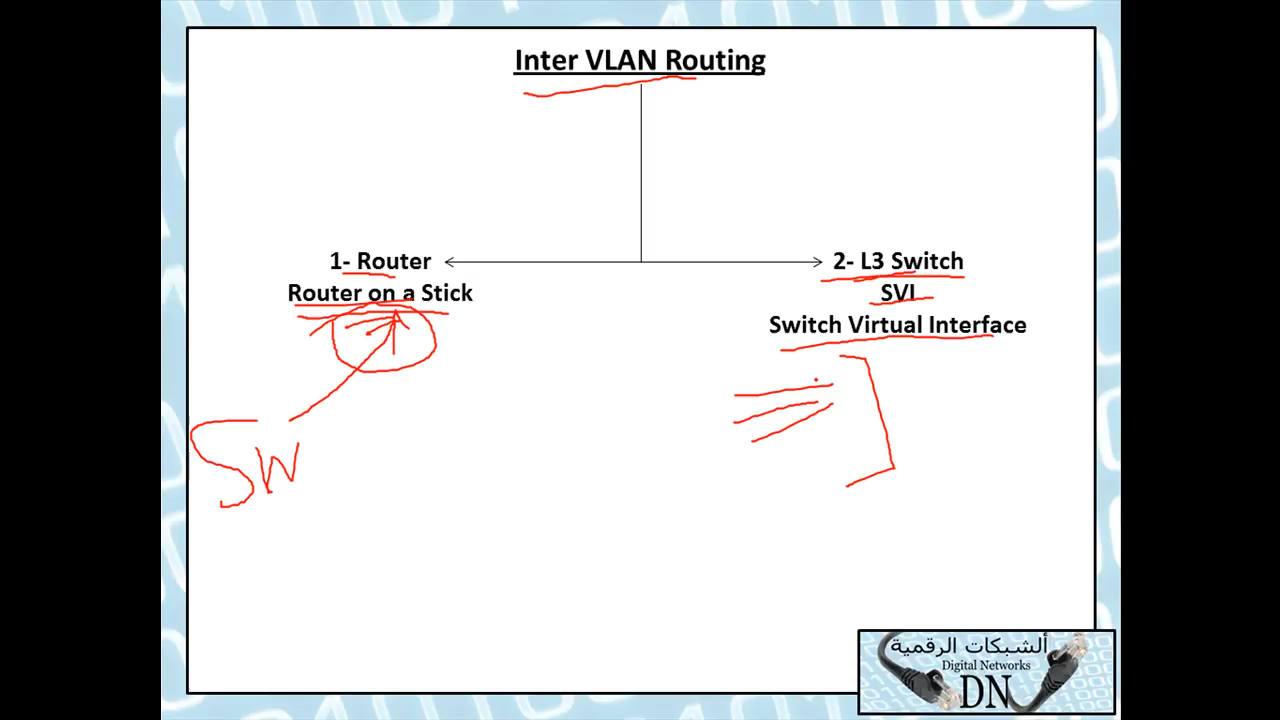 Inter VLAN Routing
1- Router
Router on a Stick
2- L3 Switch
SVI
Switch Virtual Interface
SW
ألشبكات الرقمية
Digital Networks
DN